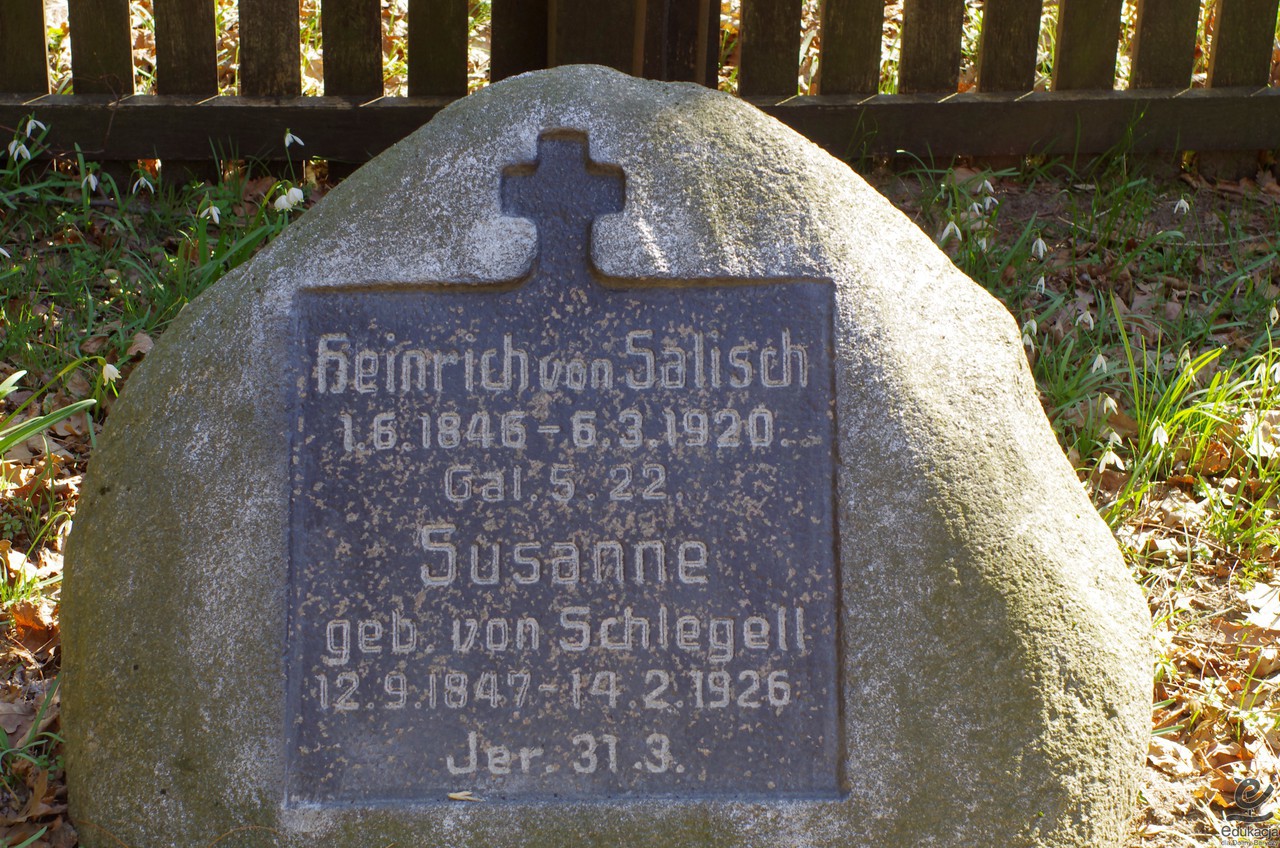 Heinrich von Salisch
1.6.1846 - 6.3.1920.
Gal. 5. 22.
Susanne
geb. von Schlegell
12.9.1847 - 14.2.1926
Jer. 31.3.
edukacja